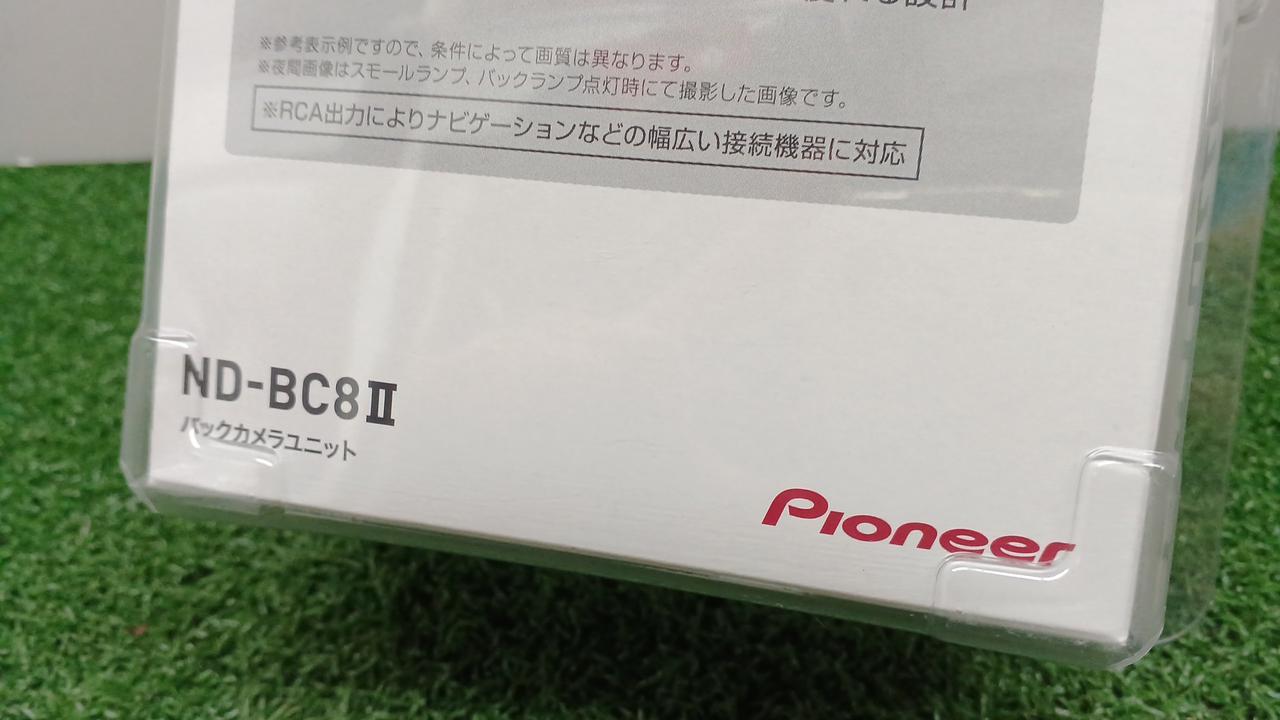 設計
※参考表示例ですので、条件によって画質は異なります。
※夜間画像はスモールランプ、バックランプ点灯時にて撮影した画像です。
※RCA出力によりナビゲーションなどの幅広い接続機器に対応
ND-BC8Ⅱ
バックカメラユニット
Pioneer